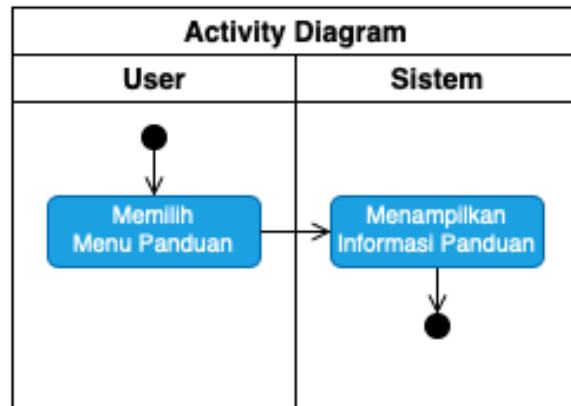 Activity Diagram
User
Sistem
Memilih
Menu Panduan
Menampilkan
Informasi Panduan